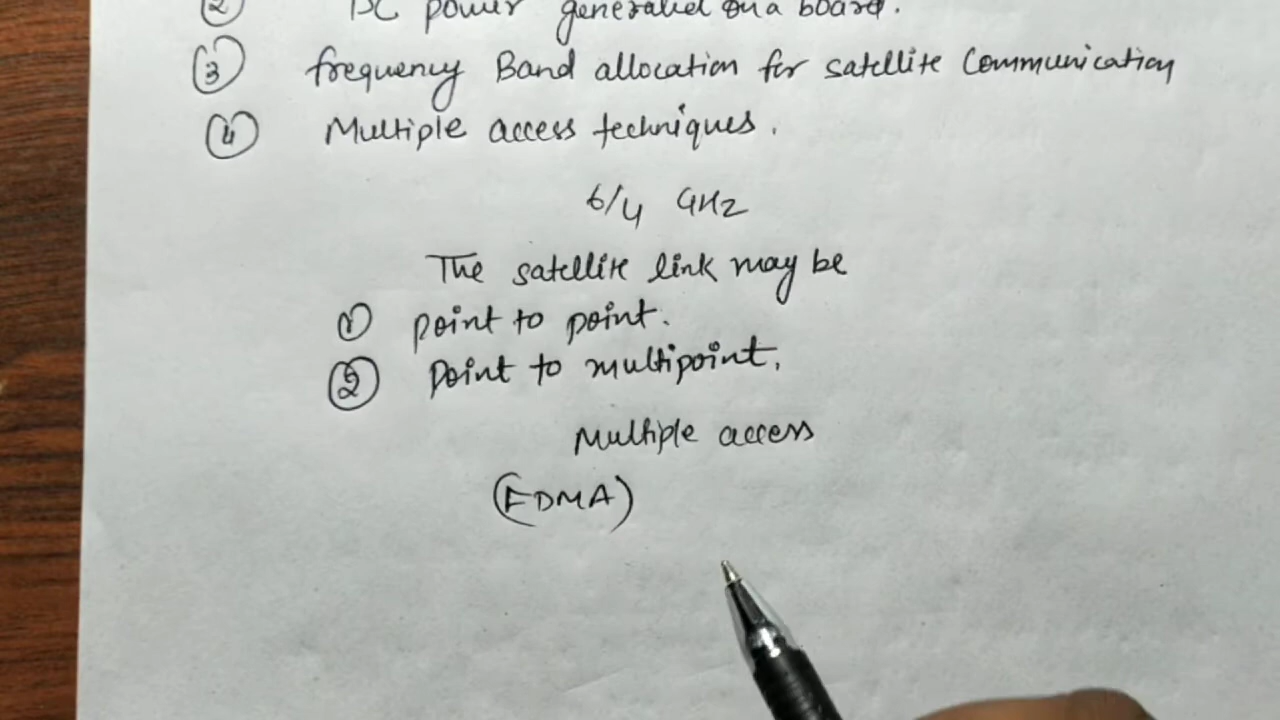 ② DC power generated on a board.
③ frequency Band allocation for satellite Communication
④ Multiple access techniques.
6/4 GHz
The satellite link may be
① point to point.
② Point to multipoint.
Multiple access
(FDMA)